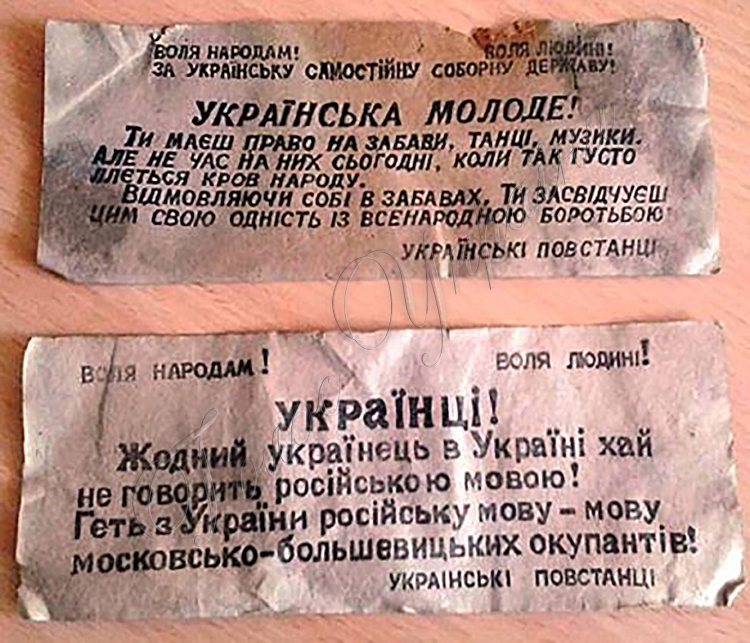 ВОЛЯ НАРОДАМ! ВОЛЯ ЛЮДИНІ!
ЗА УКРАЇНСЬКУ САМОСТІЙНУ СОБОРНУ ДЕРЖАВУ!
УКРАЇНСЬКА МОЛОДЕ!
ТИ МАЄШ ПРАВО НА ЗАБАВИ, ТАНЦІ, МУЗИКИ.
АЛЕ НЕ ЧАС НА НИХ СЬОГОДНІ, КОЛИ ТАК ГУСТО
ЛЛЄТЬСЯ КРОВ НАРОДУ.
ВІДМОВЛЯЮЧИ СОБІ В ЗАБАВАХ, ТИ ЗАСВІДЧУЄШ
ЦИМ СВОЮ ОДНІСТЬ ІЗ ВСЕНАРОДНОЮ БОРОТЬБОЮ
УКРАЇНСЬКІ ПОВСТАНЦІ
ВОЛЯ НАРОДАМ! ВОЛЯ ЛЮДИНІ!
УКРАЇНЦІ!
Жодний українець в Україні хай
не говорить російською мовою!
Геть з України російську мову – мову
московсько-большевицьких окупантів!
УКРАІНСЬКІ ПОВСТАНЦІ